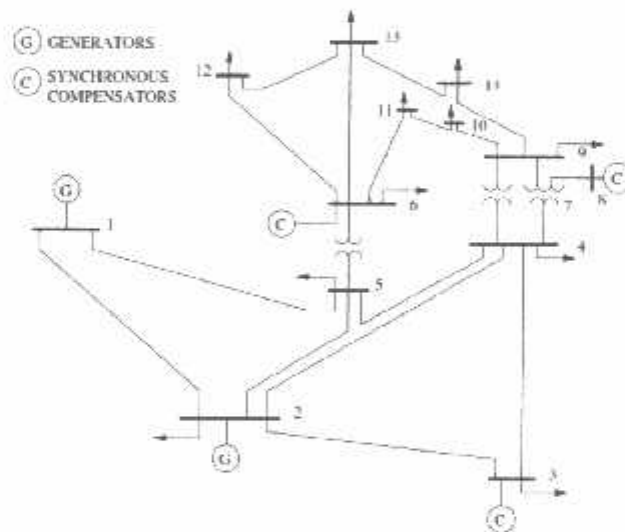 G GENERATORS
C SYNCHRONOUS
COMPENSATORS
13
12
11
10
9
G
1
C
6
7
8
C
4
5
2
G
3
C